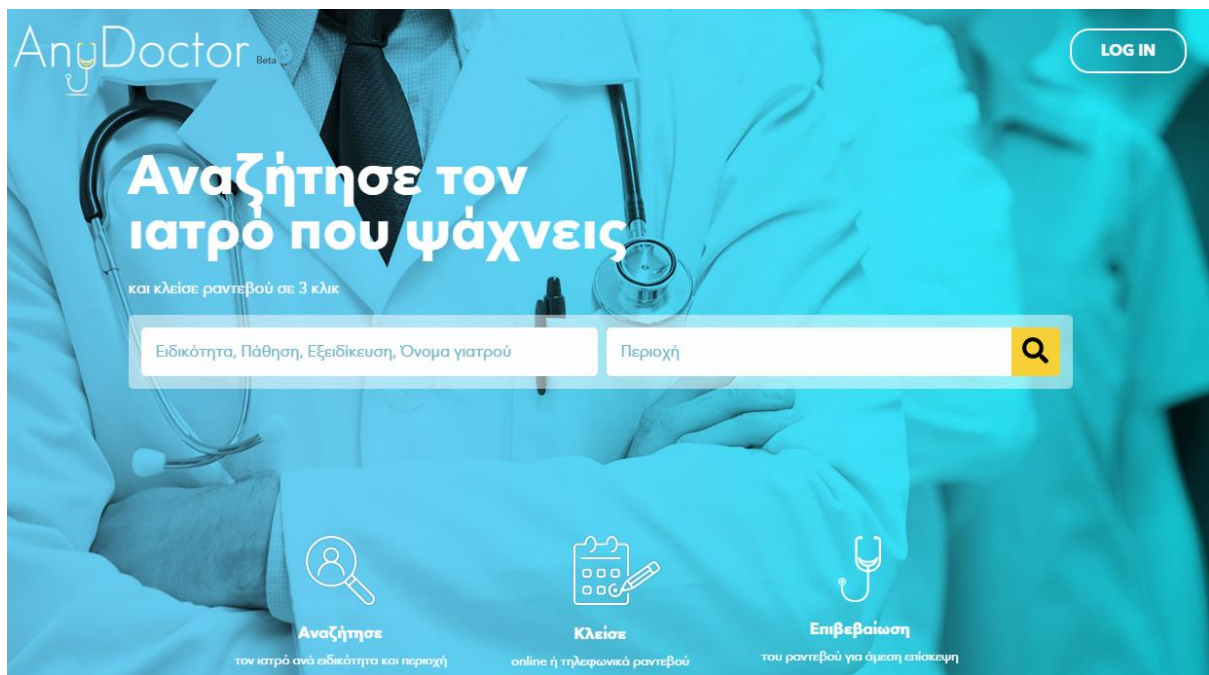 AnyDoctor Beta
LOG IN
Αναζήτησε τον
ιατρό που ψάχνεις
και κλείσε ραντεβού σε 3 κλικ
Ειδικότητα, Πάθηση, Εξειδίκευση, Όνομα γιατρού
Περιοχή
Αναζήτησε
τον ιατρό ανά ειδικότητα και περιοχή
Κλείσε
online ή τηλεφωνικά ραντεβού
Επιβεβαίωση
του ραντεβού για άμεση επίσκεψη